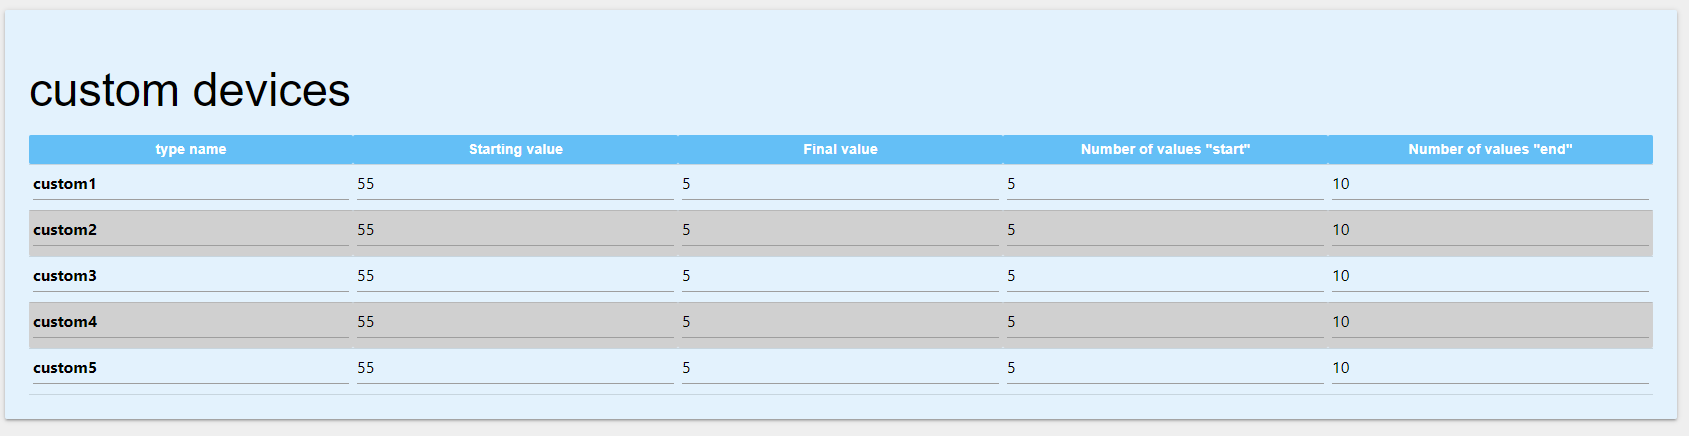 custom devices
type name Starting value Final value Number of values "start" Number of values "end"
custom1 55 5 5 10
custom2 55 5 5 10
custom3 55 5 5 10
custom4 55 5 5 10
custom5 55 5 5 10